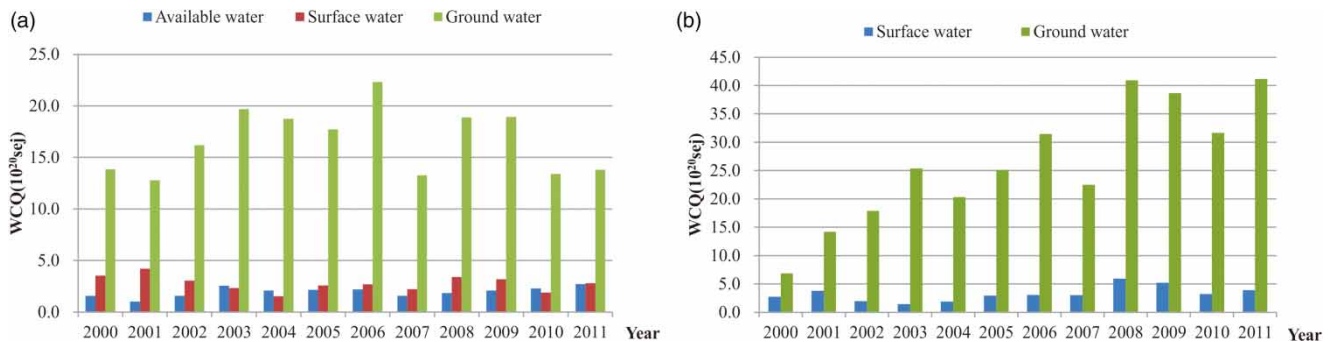 (a)
Available water Surface water Ground water
25.0
20.0
15.0
10.0
5.0
0.0
WCQ(10²⁰sej)
2000 2001 2002 2003 2004 2005 2006 2007 2008 2009 2010 2011 Year
(b)
Surface water Ground water
45.0
40.0
35.0
30.0
25.0
20.0
15.0
10.0
5.0
0.0
WCQ(10²⁰sej)
2000 2001 2002 2003 2004 2005 2006 2007 2008 2009 2010 2011 Year